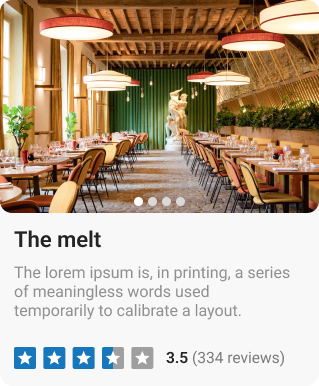 The melt
The lorem ipsum is, in printing, a series
of meaningless words used
temporarily to calibrate a layout.
3.5 (334 reviews)